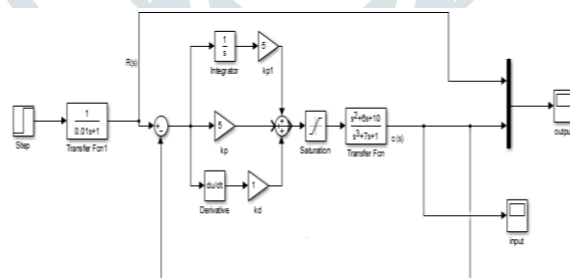 R(s)
1
s
Integrator
5
kp1
Step
1
0.01s+1
Transfer Fcn1
5
kp
Saturation
s²+6s+10
s³+7s+1
Transfer Fcn
c(s)
output
du/dt
Derivative
1
kd
input